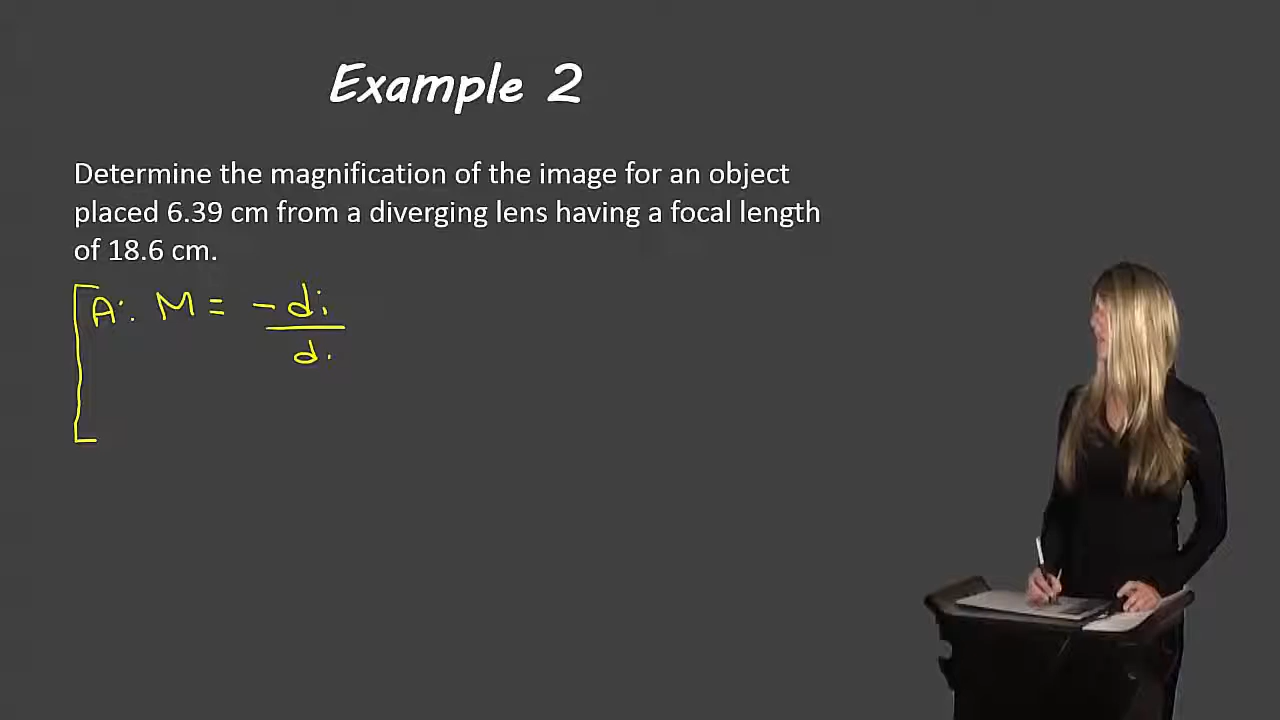 Example 2
Determine the magnification of the image for an object
placed 6.39 cm from a diverging lens having a focal length
of 18.6 cm.
A: M = -di
d.